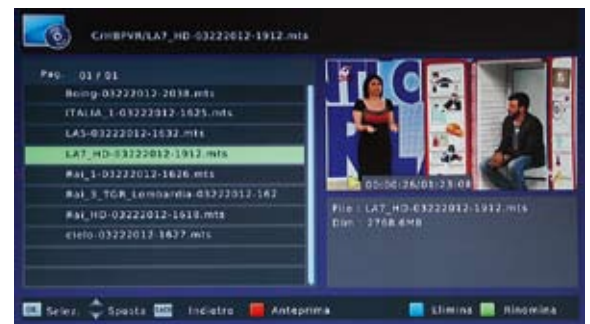 C:/HBPVR/LA7_HD-03222012-1912.mts
Pag. 01 / 01
Boing-03222012-2038.mts
ITALIA_1-03222012-1625.mts
LA5-03222012-1632.mts
LA7_HD-03222012-1912.mts
Rai_1-03222012-1626.mts
Rai_3_TGR_Lombardia-03222012-162
Rai_HD-03222012-1618.mts
cielo-03222012-1627.mts
00:00:26/01:23:08
File : LA7_HD-03222012-1912.mts
Dim : 2768.6MB
OK Selez. Sposta BACK Indietro Anteprima Elimina Rinomina